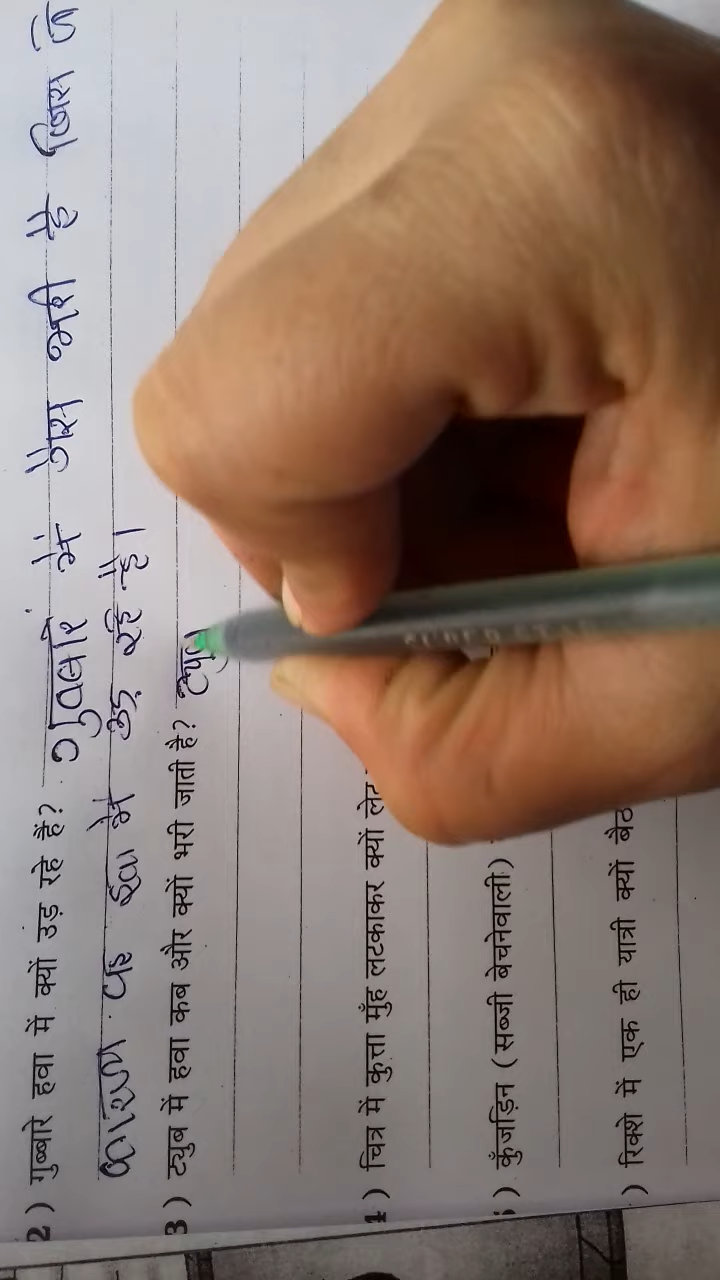 2) गुब्बारे हवा में क्यों उड़ रहे हैं? गुबबारे में गैस भरी है जिस के
कारण वह हवा में उड़ रहे है।
3) ट्युब में हवा कब और क्यों भरी जाती है?
) चित्र में कुत्ता मुँह लटकाकर क्यों लेट
) कुँजड़िन (सब्जी बेचनेवाली)
) रिक्शे में एक ही यात्री क्यों बैठ